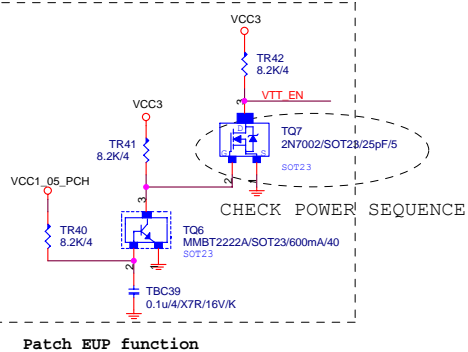 VCC3
TR42
8.2K/4
VTT_EN
3
VCC3
D
TQ7
2N7002/SOT23/25pF/5
G
S
SOT23
TR41
8.2K/4
2
1
VCC1_05_PCH
3
CHECK POWER SEQUENCE
TR40
8.2K/4
TQ6
MMBT2222A/SOT23/600mA/40
SOT23
2
1
TBC39
0.1u/4/X7R/16V/K
Patch EUP function